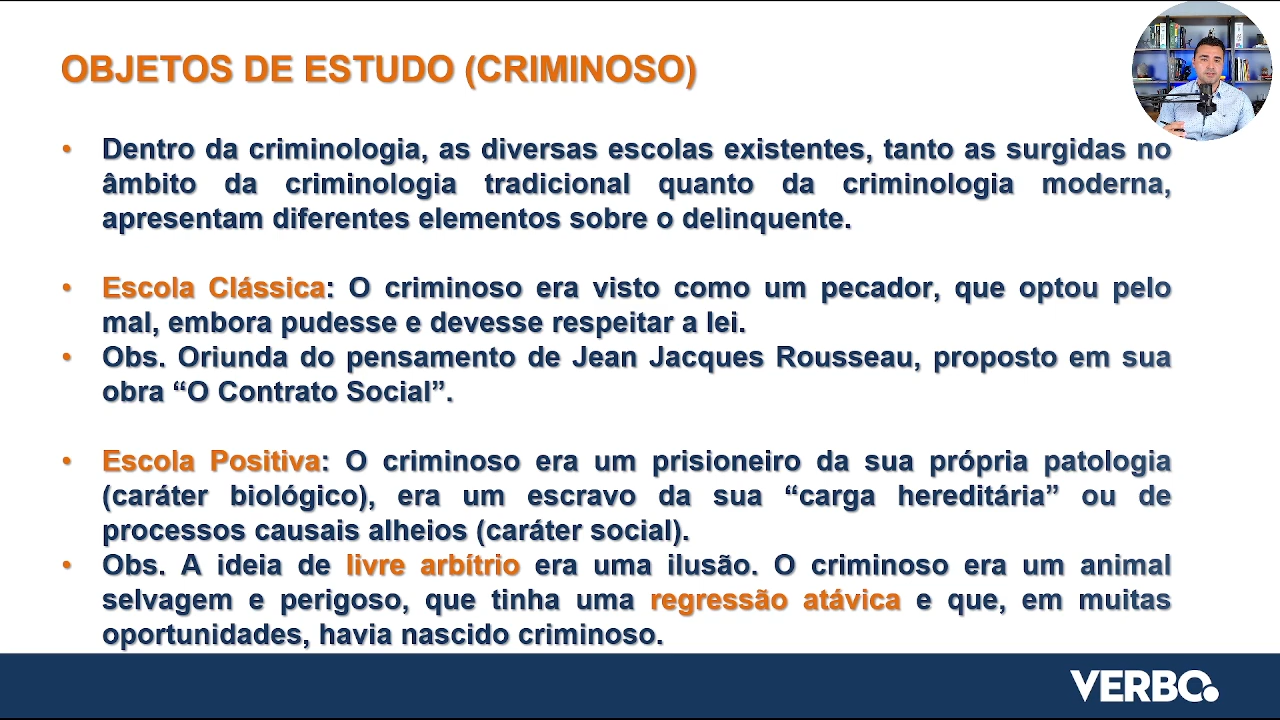 OBJETOS DE ESTUDO (CRIMINOSO)
• Dentro da criminologia, as diversas escolas existentes, tanto as surgidas no
âmbito da criminologia tradicional quanto da criminologia moderna,
apresentam diferentes elementos sobre o delinquente.
• Escola Clássica: O criminoso era visto como um pecador, que optou pelo
mal, embora pudesse e devesse respeitar a lei.
• Obs. Oriunda do pensamento de Jean Jacques Rousseau, proposto em sua
obra “O Contrato Social”.
• Escola Positiva: O criminoso era um prisioneiro da sua própria patologia
(caráter biológico), era um escravo da sua “carga hereditária” ou de
processos causais alheios (caráter social).
• Obs. A ideia de livre arbítrio era uma ilusão. O criminoso era um animal
selvagem e perigoso, que tinha uma regressão atávica e que, em muitas
oportunidades, havia nascido criminoso.
VERBO.